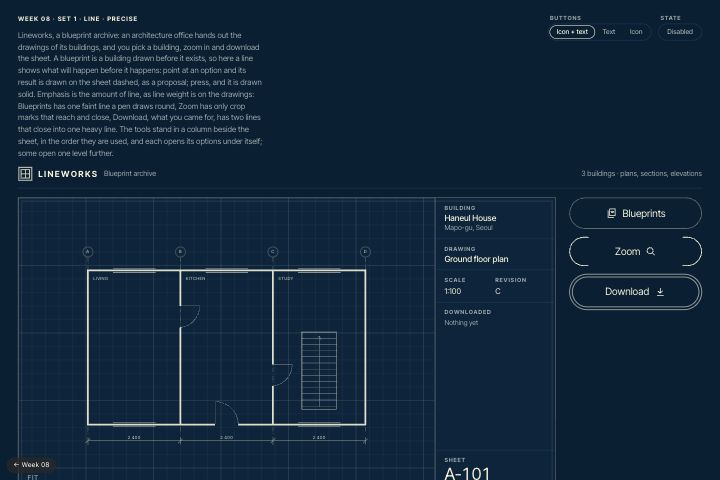 WEEK 08 · SET 1 · LINE · PRECISE
Lineworks, a blueprint archive: an architecture office hands out the
drawings of its buildings, and you pick a building, zoom in and download
the sheet. A blueprint is a building drawn before it exists, so here a line
shows what will happen before it happens: point at an option and its
result is drawn on the sheet dashed, as a proposal; press, and it is drawn
solid. Emphasis is the amount of line, as line weight is on the drawings:
Blueprints has one faint line a pen draws round, Zoom has only crop
marks that reach and close, Download, what you came for, has two lines
that close into one heavy line. The tools stand in a column beside the
sheet, in the order they are used, and each opens its options under itself;
some open one level further.
BUTTONS
STATE
Icon + text
Text
Icon
Disabled
LINEWORKS
Blueprint archive
3 buildings · plans, sections, elevations
A
B
C
D
LIVING
KITCHEN
STUDY
2 400
2 400
2 400
FIT
BUILDING
Haneul House
Mapo-gu, Seoul
DRAWING
Ground floor plan
SCALE
REVISION
1:100
C
DOWNLOADED
Nothing yet
SHEET
A-101
Blueprints
Zoom
Download
← Week 08